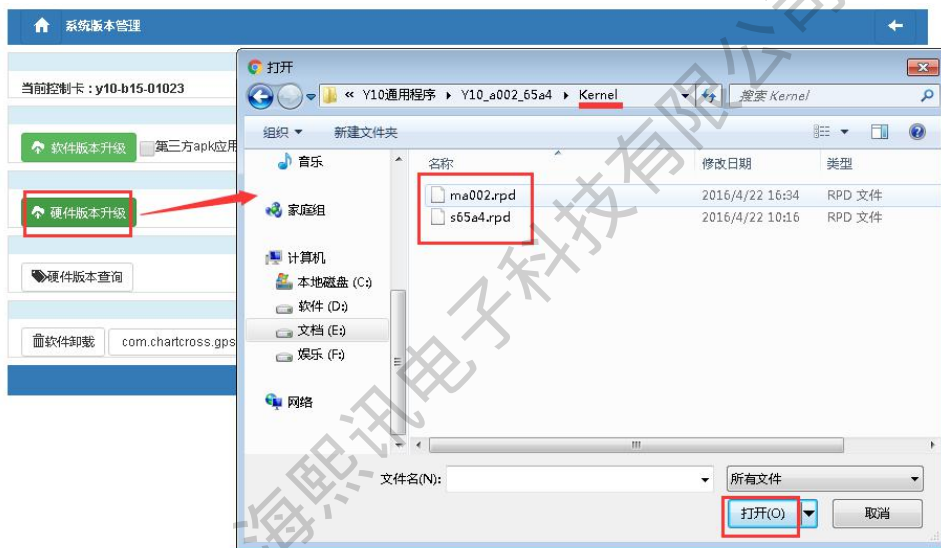 系统版本管理
当前控制卡：y10-b15-01023
软件版本升级
第三方apk应用
硬件版本升级
硬件版本查询
软件卸载
com.chartcross.gps
打开
« Y10通用程序 ▸ Y10_a002_65a4 ▸ Kernel
搜索 Kernel
组织 新建文件夹
音乐
家庭组
计算机
本地磁盘 (C:)
软件 (D:)
文档 (E:)
娱乐 (F:)
网络
名称 修改日期 类型
ma002.rpd 2016/4/22 16:34 RPD 文件
s65a4.rpd 2016/4/22 10:16 RPD 文件
文件名(N):
所有文件
打开(O) 取消
海熙讯电子科技有限公司